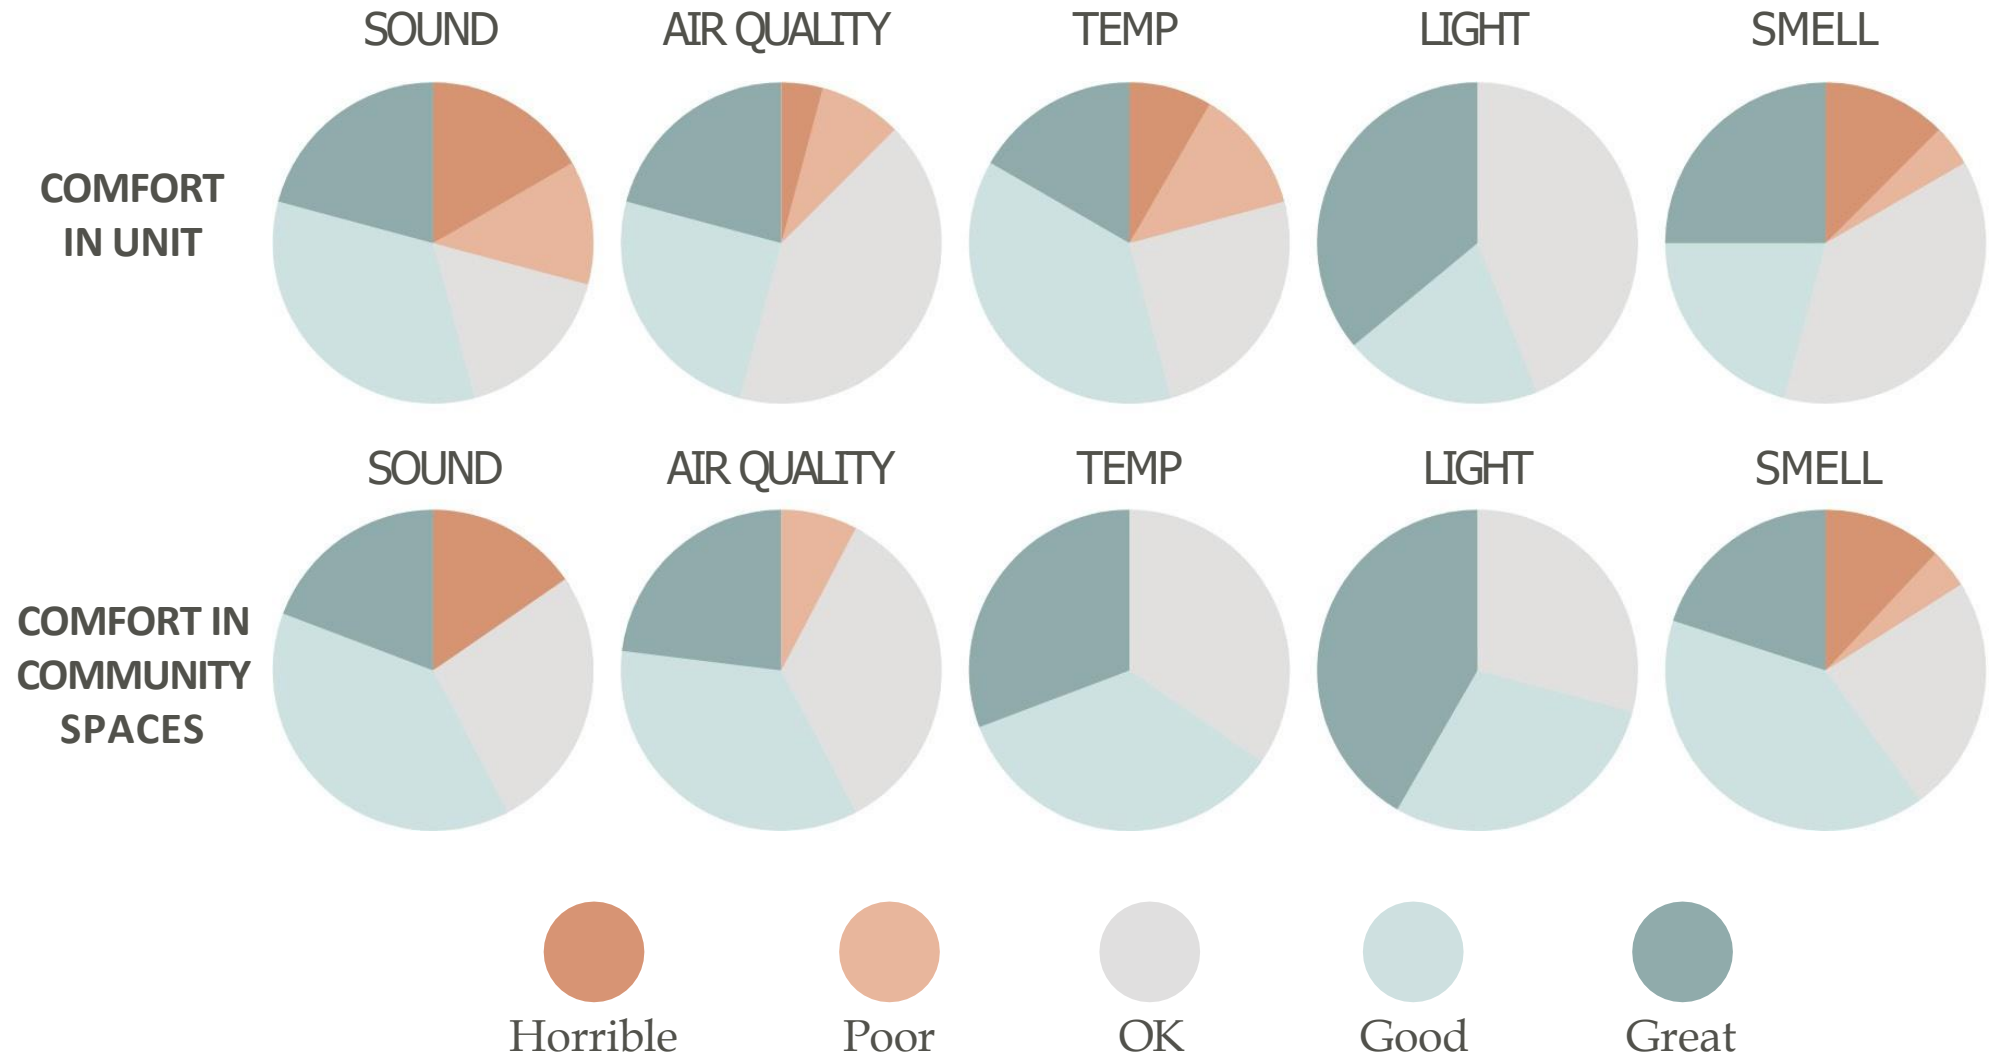 SOUND
AIR QUALITY
TEMP
LIGHT
SMELL
COMFORT
IN UNIT
SOUND
AIR QUALITY
TEMP
LIGHT
SMELL
COMFORT IN
COMMUNITY
SPACES
Horrible
Poor
OK
Good
Great